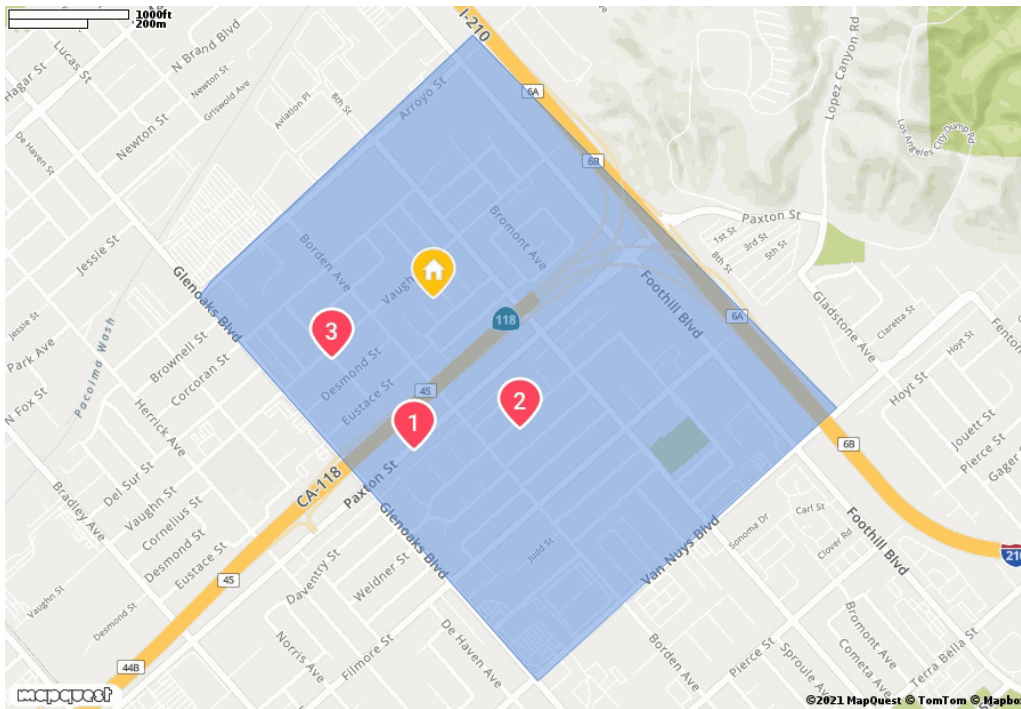 1000ft
200m
I-210
N Brand Blvd
Lucas St
Hagar St
Newton St
Griswold Ave
Newton St
Aviation Pl
8th St
Arroyo St
6A
Lopez Canyon Rd
Los Angeles City Dump Rd
De Haven St
6B
Paxton St
1st St
3rd St
8th St
5th St
Jessie St
Borden Ave
Bromont Ave
Vaughn
Glenoaks Blvd
Foothill Blvd
6A
Gladstone Ave
Claretta St
Fenton
Hoyt St
Jessie St
Park Ave
Pacoima Wash
Brownell St
Corcoran St
3
118
Desmond St
Eustace St
45
2
1
Hoyt St
N Fox St
Herrick Ave
Jouett St
Pierce St
Gager St
6B
Bradley Ave
Del Sur St
Vaughn St
Cornelius St
Desmond St
Eustace St
CA-118
Paxton St
Glenoaks Blvd
Judd St
Van Nuys Blvd
Sonoma Dr
Carl St
Clover Rd
Foothill Blvd
210
45
Daventry St
Weidner St
Vaughn St
Desmond St
Norris Ave
Filmore St
De Haven Ave
Borden Ave
Pierce St
Bromont Ave
Cometa Ave
Sproule Ave
Terra Bella St
44B
mapquest
©2021 MapQuest © TomTom © Mapbo